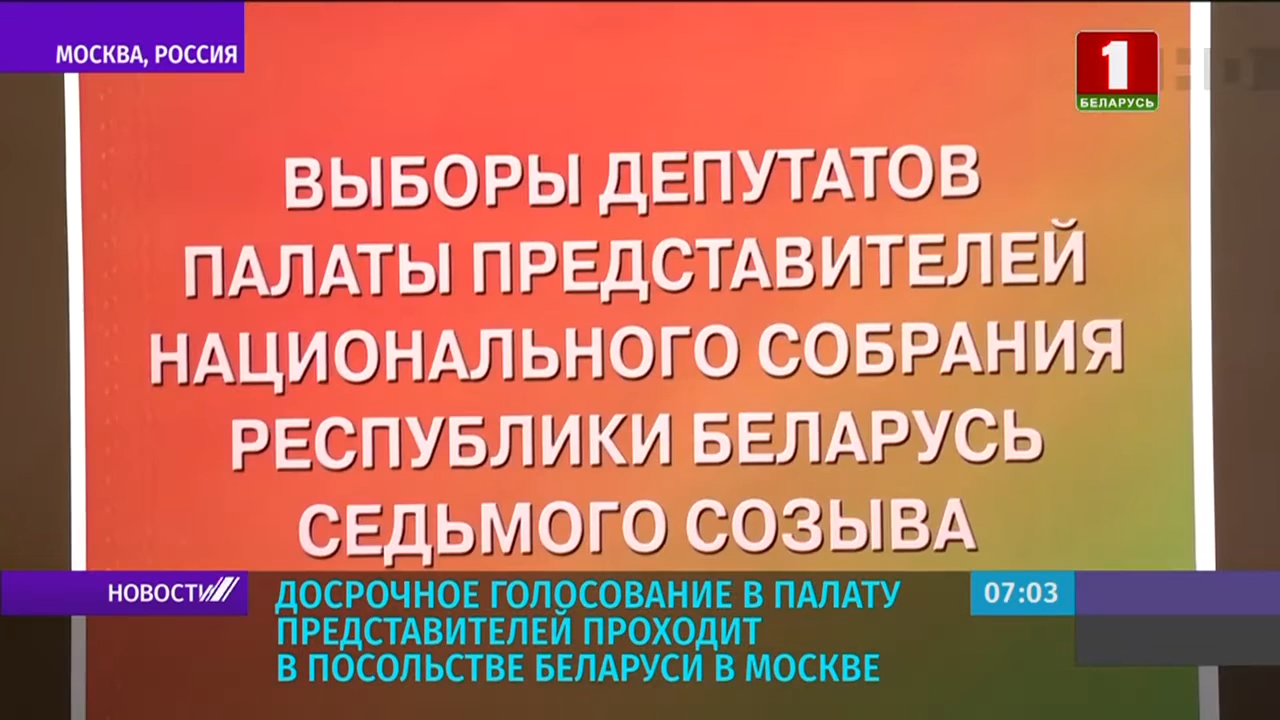 МОСКВА, РОССИЯ
1
БЕЛАРУСЬ
ВЫБОРЫ ДЕПУТАТОВ
ПАЛАТЫ ПРЕДСТАВИТЕЛЕЙ
НАЦИОНАЛЬНОГО СОБРАНИЯ
РЕСПУБЛИКИ БЕЛАРУСЬ
СЕДЬМОГО СОЗЫВА
НОВОСТИ
ДОСРОЧНОЕ ГОЛОСОВАНИЕ В ПАЛАТУ
ПРЕДСТАВИТЕЛЕЙ ПРОХОДИТ
В ПОСОЛЬСТВЕ БЕЛАРУСИ В МОСКВЕ
07:03